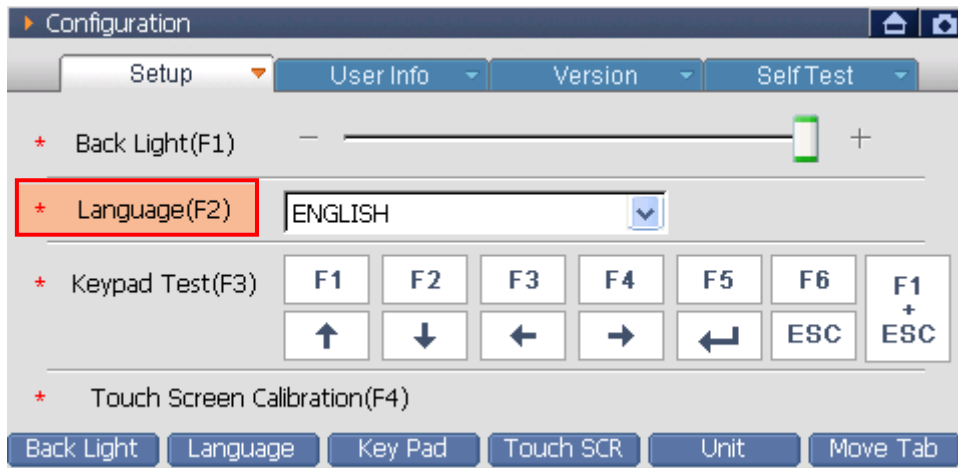 Configuration
Setup User Info Version Self Test
* Back Light(F1) − +
* Language(F2) ENGLISH
* Keypad Test(F3) F1 F2 F3 F4 F5 F6 F1 + ESC
↑ ↓ ← → ↵ ESC
* Touch Screen Calibration(F4)
Back Light Language Key Pad Touch SCR Unit Move Tab